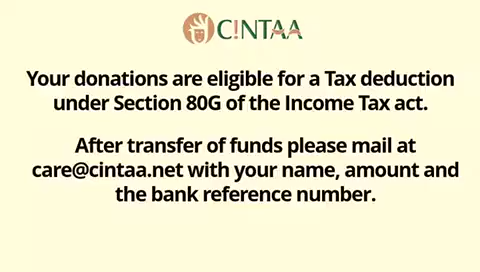 C!NTAA
Your donations are eligible for a Tax deduction
under Section 80G of the Income Tax act.
After transfer of funds please mail at
care@cintaa.net with your name, amount and
the bank reference number.